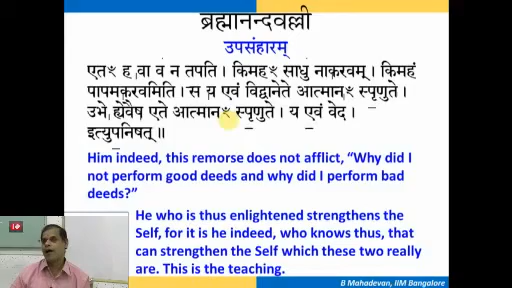 ब्रह्मानन्दवल्ली
उपसंहारम्
एतꣳ ह वा व न तपति । किमहꣳ साधु नाकरवम् । किमहं
पापमकरवमिति । स य एवं विद्वानेते आत्मानꣳ स्पृणुते ।
उभे ह्येवैष एते आत्मानꣳ स्पृणुते । य एवं वेद ।
इत्युपनिषत् ॥
Him indeed, this remorse does not afflict, “Why did I
not perform good deeds and why did I perform bad
deeds?”
He who is thus enlightened strengthens the
Self, for it is he indeed, who knows thus, that
can strengthen the Self which these two really
are. This is the teaching.
B Mahadevan, IIM Bangalore